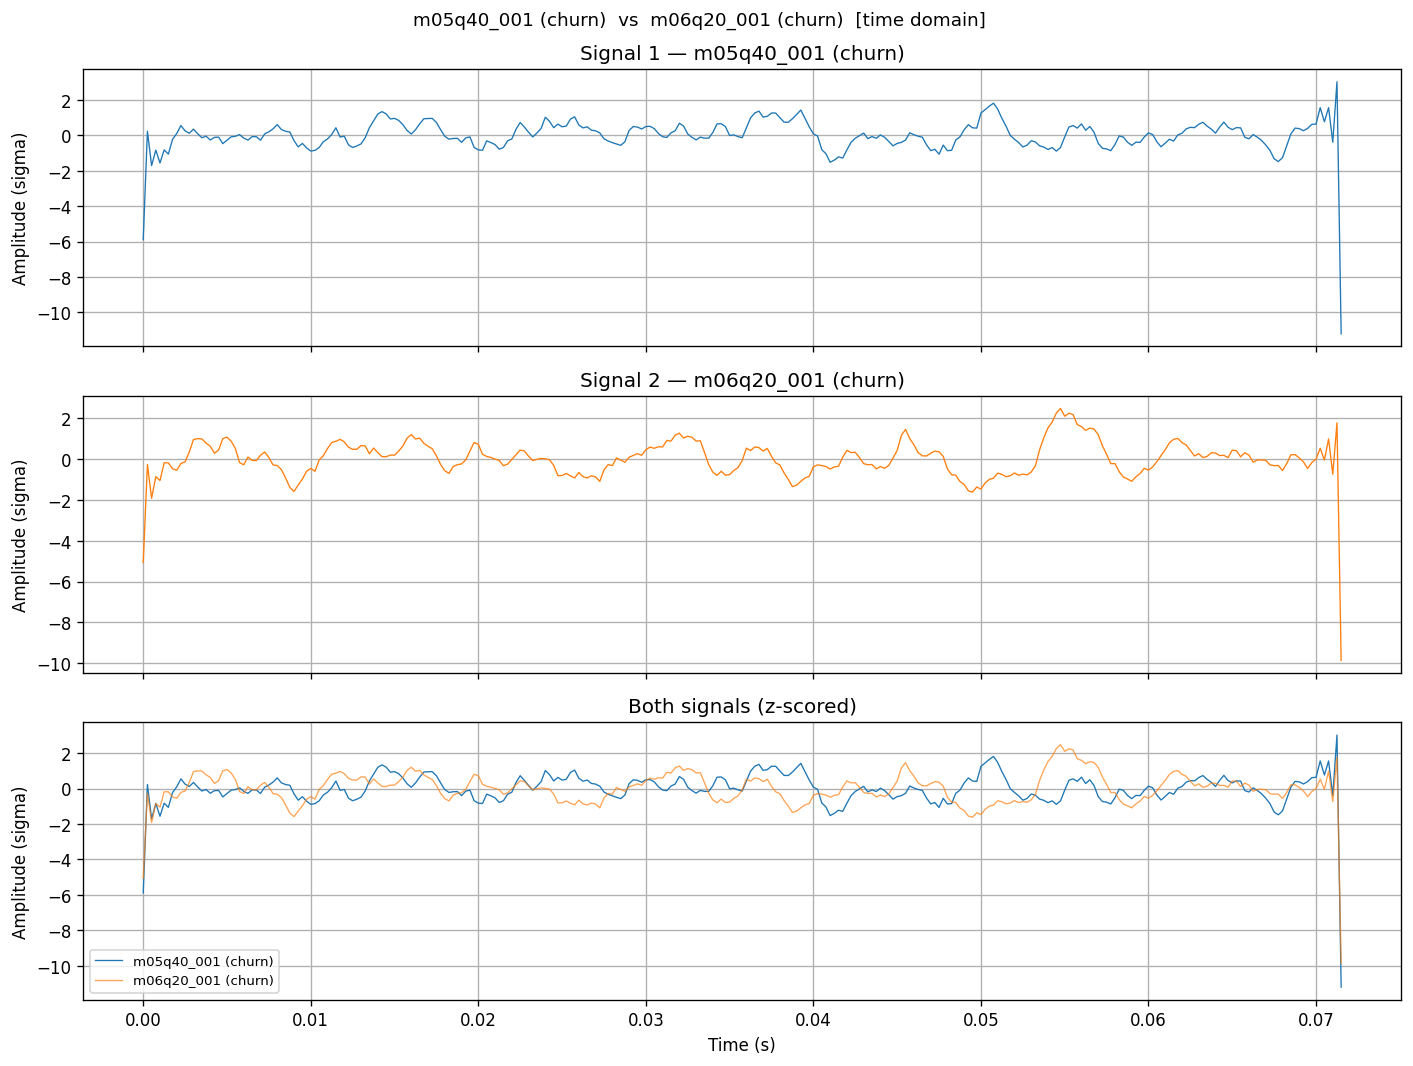 m05q40_001 (churn)  vs  m06q20_001 (churn)  [time domain]
Signal 1 — m05q40_001 (churn)
Amplitude (sigma)
2
0
−2
−4
−6
−8
−10
Signal 2 — m06q20_001 (churn)
Amplitude (sigma)
2
0
−2
−4
−6
−8
−10
Both signals (z-scored)
Amplitude (sigma)
2
0
−2
−4
−6
−8
−10
m05q40_001 (churn)
m06q20_001 (churn)
0.00 0.01 0.02 0.03 0.04 0.05 0.06 0.07
Time (s)